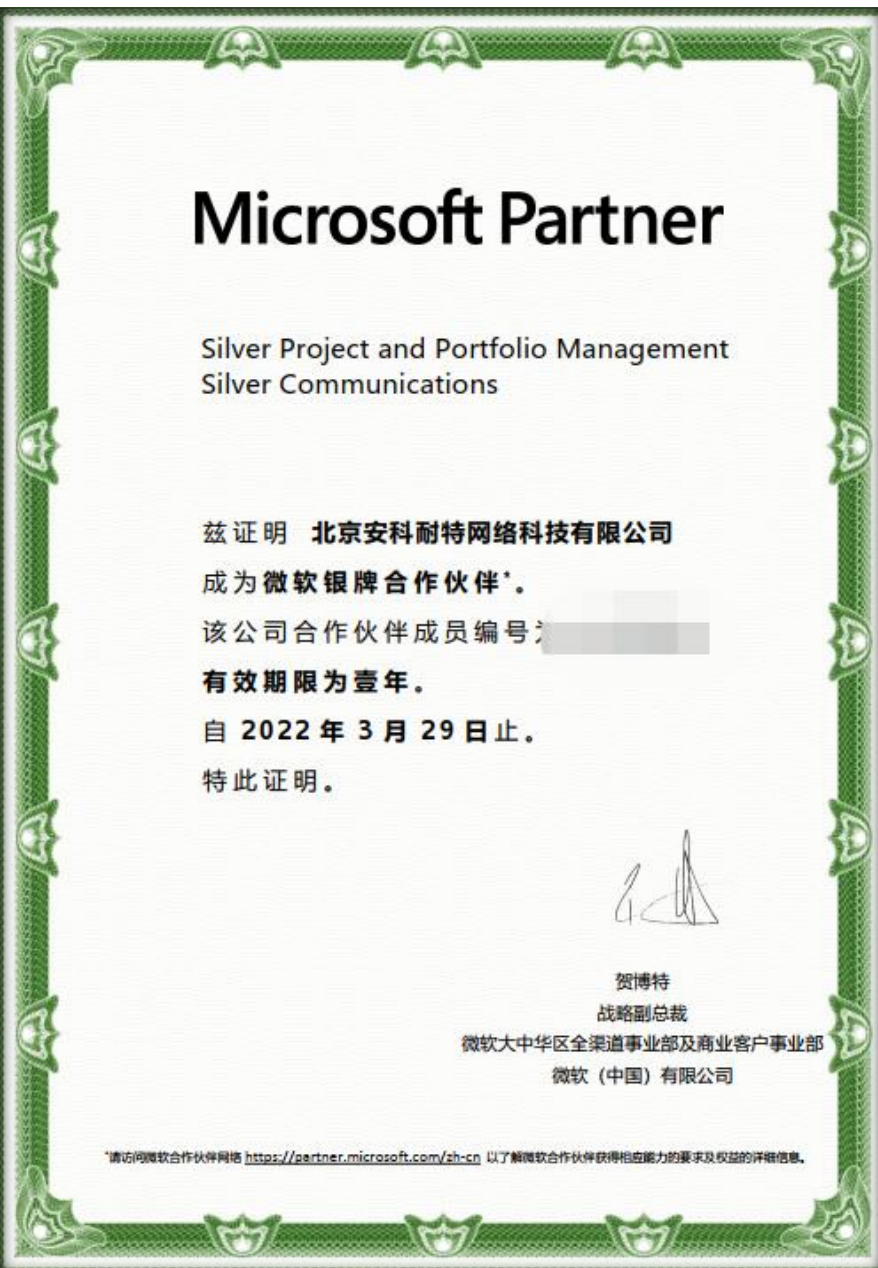 Microsoft Partner
Silver Project and Portfolio Management
Silver Communications
兹证明 北京安科耐特网络科技有限公司
成为微软银牌合作伙伴*。
该公司合作伙伴成员编号
有效期限为壹年。
自 2022 年 3 月 29 日止。
特此证明。
贺博特
战略副总裁
微软大中华区全渠道事业部及商业客户事业部
微软（中国）有限公司
*请访问微软合作伙伴网络 https://partner.microsoft.com/zh-cn 以了解微软合作伙伴获得相应能力的要求及权益的详细信息。